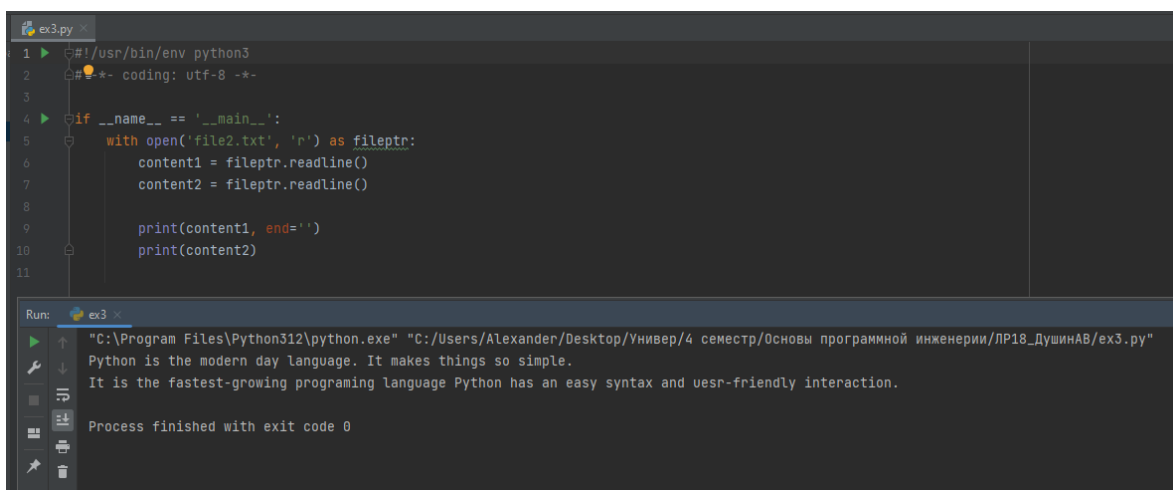 ex3.py
1 #!/usr/bin/env python3
2 # -*- coding: utf-8 -*-
3
4 if __name__ == '__main__':
5 with open('file2.txt', 'r') as fileptr:
6 content1 = fileptr.readline()
7 content2 = fileptr.readline()
8
9 print(content1, end='')
10 print(content2)
11
Run: ex3
"C:\Program Files\Python312\python.exe" "C:/Users/Alexander/Desktop/Универ/4 семестр/Основы программной инженерии/ЛР18_ДушинАВ/ex3.py"
Python is the modern day language. It makes things so simple.
It is the fastest-growing programing language Python has an easy syntax and uesr-friendly interaction.
Process finished with exit code 0